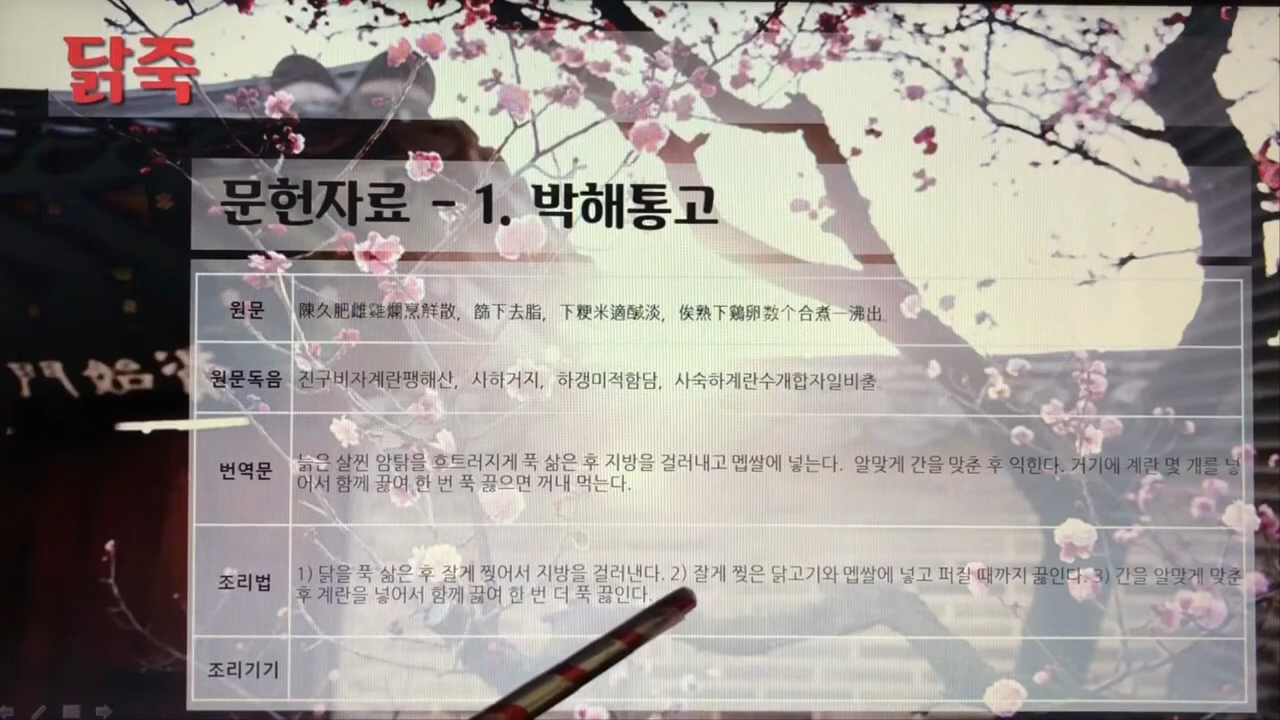 닭죽
문헌자료 - 1. 박해통고
원문 陳久肥雌雞爛烹解散, 篩下去脂, 下粳米適醎淡, 俟熟下鷄卵数个合煮一沸出.
원문독음 진구비자계란팽해산, 사하거지, 하갱미적함담, 사숙하계란수개합자일비출.
번역문 늙은 살찐 암탉을 흐트러지게 푹 삶은 후 지방을 걸러내고 멥쌀에 넣는다. 알맞게 간을 맞춘 후 익힌다. 거기에 계란 몇 개를 넣
어서 함께 끓여 한 번 푹 끓으면 꺼내 먹는다.
조리법 1) 닭을 푹 삶은 후 잘게 찢어서 지방을 걸러낸다. 2) 잘게 찢은 닭고기와 멥쌀에 넣고 퍼질 때까지 끓인다. 3) 간을 알맞게 맞춘
후 계란을 넣어서 함께 끓여 한 번 더 푹 끓인다.
조리기기
門 始